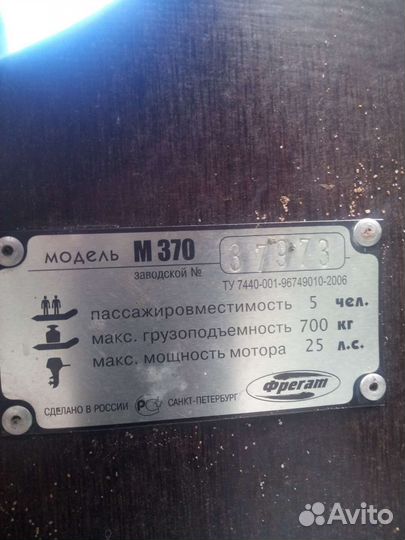 модель М 370 37973
заводской №
ТУ 7440-001-96749010-2006
пассажировместимость 5 чел.
макс. грузоподъемность 700 кг
макс. мощность мотора 25 л.с.
Фрегат
СДЕЛАНО В РОССИИ РСТ САНКТ-ПЕТЕРБУРГ
Avito